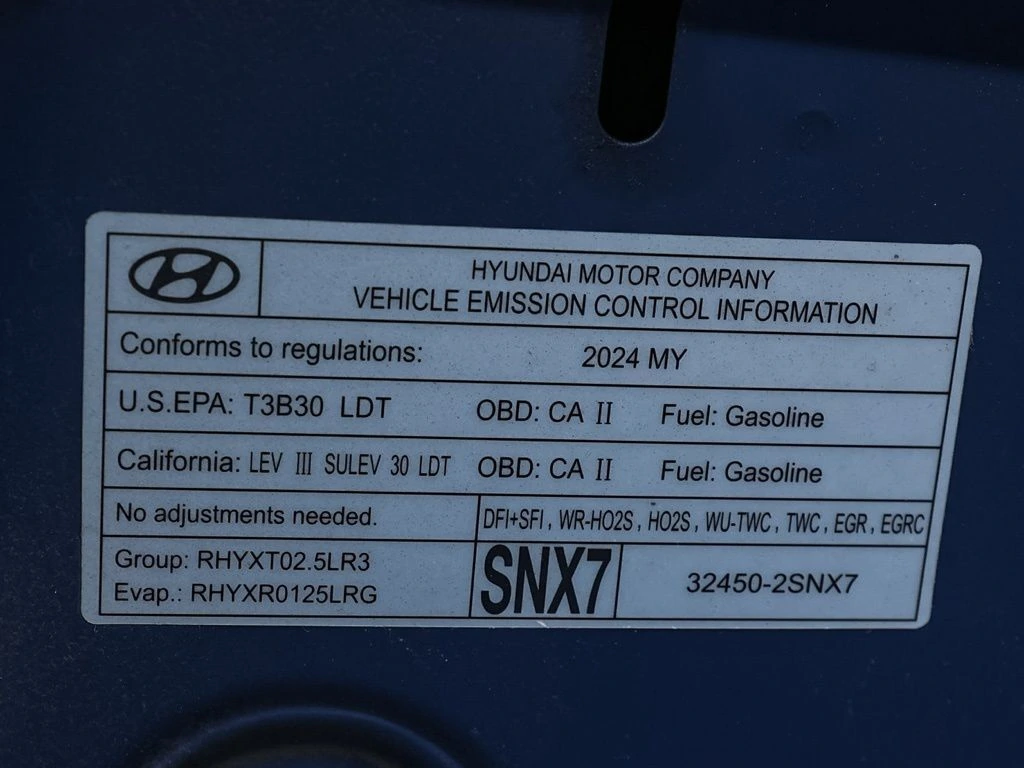 HYUNDAI MOTOR COMPANY
VEHICLE EMISSION CONTROL INFORMATION
Conforms to regulations: 2024 MY
U.S.EPA: T3B30 LDT OBD: CA II Fuel: Gasoline
California: LEV III SULEV 30 LDT OBD: CA II Fuel: Gasoline
No adjustments needed. DFI+SFI, WR-HO2S, HO2S, WU-TWC, TWC, EGR, EGRC
Group: RHYXT02.5LR3
Evap.: RHYXR0125LRG
SNX7 32450-2SNX7